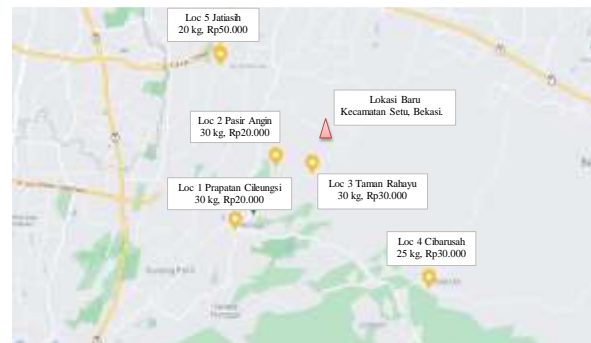 Loc 5 Jatiasih
20 kg, Rp50.000
Lokasi Baru
Kecamatan Setu, Bekasi.
Loc 2 Pasir Angin
30 kg, Rp20.000
Loc 3 Taman Rahayu
30 kg, Rp30.000
Loc 1 Prapatan Cileungsi
30 kg, Rp20.000
Loc 4 Cibarusah
25 kg, Rp30.000